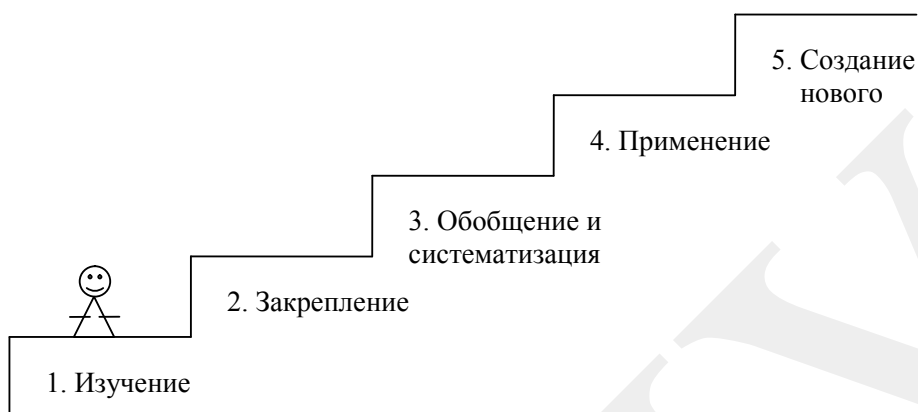 5. Создание
нового
4. Применение
3. Обобщение и
систематизация
2. Закрепление
1. Изучение